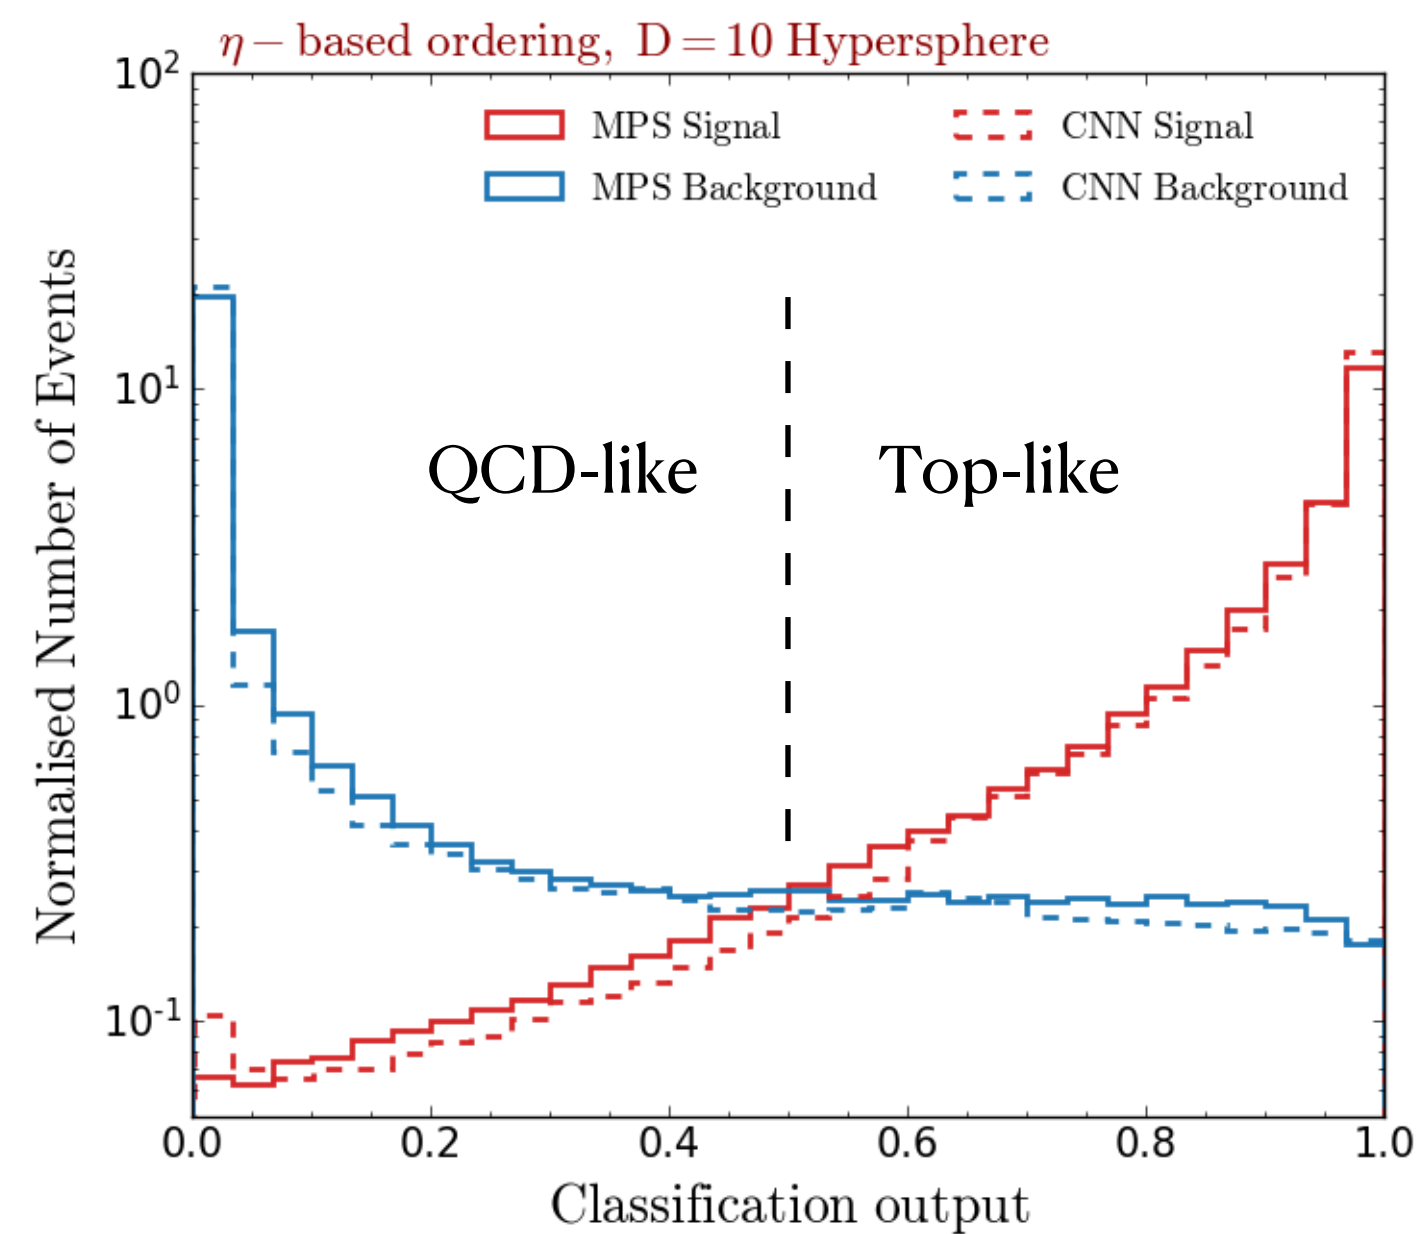 η − based ordering, D = 10 Hypersphere
MPS Signal
MPS Background
CNN Signal
CNN Background
QCD-like
Top-like
Normalised Number of Events
10²
10¹
10⁰
10⁻¹
0.0 0.2 0.4 0.6 0.8 1.0
Classification output